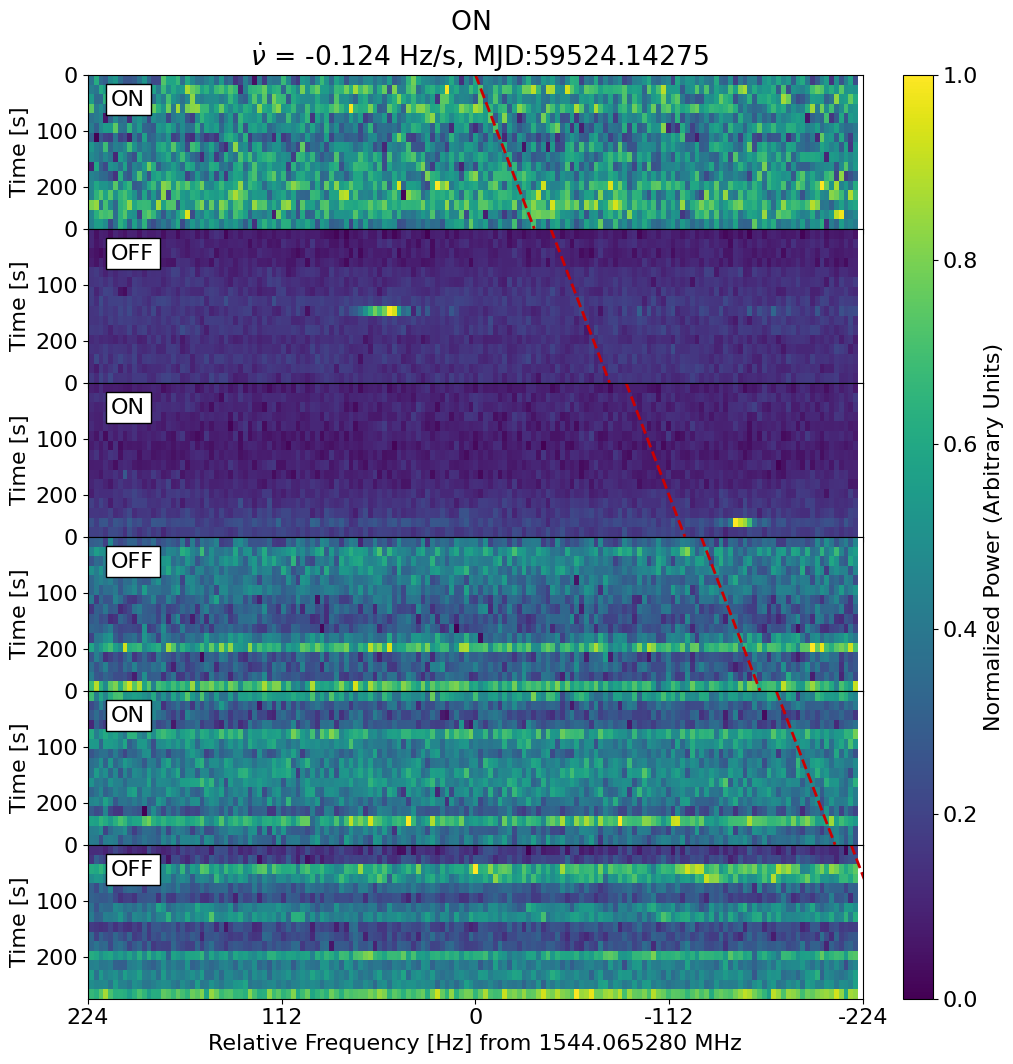 ON
ν̇ = -0.124 Hz/s, MJD:59524.14275
ON
0
100
200
Time [s]
OFF
0
100
200
Time [s]
ON
0
100
200
Time [s]
OFF
0
100
200
Time [s]
ON
0
100
200
Time [s]
OFF
0
100
200
Time [s]
224 112 0 -112 -224
Relative Frequency [Hz] from 1544.065280 MHz
1.0
0.8
0.6
0.4
0.2
0.0
Normalized Power (Arbitrary Units)